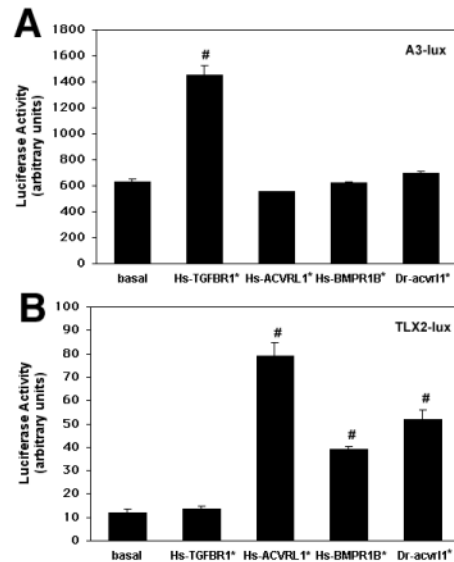 A
A3-lux
Luciferase Activity
(arbitrary units)
1800
1600
1400
1200
1000
800
600
400
200
0
#
basal
Hs-TGFBR1*
Hs-ACVRL1*
Hs-BMPR1B*
Dr-acvrl1*
B
TLX2-lux
Luciferase Activity
(arbitrary units)
100
90
80
70
60
50
40
30
20
10
0
#
#
#
basal
Hs-TGFBR1*
Hs-ACVRL1*
Hs-BMPR1B*
Dr-acvrl1*